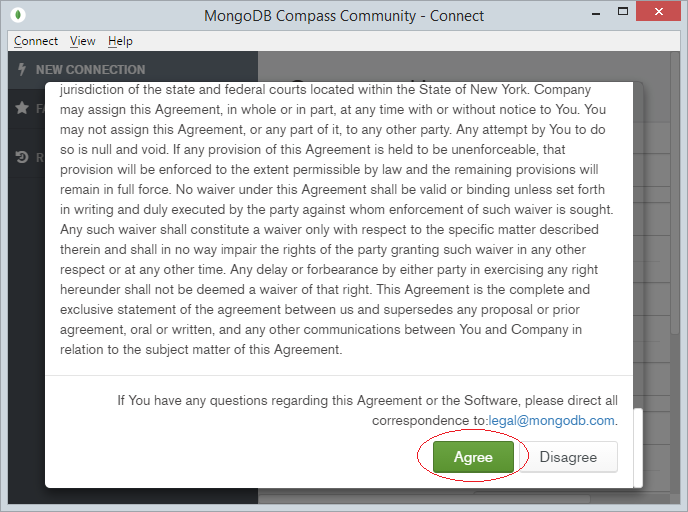 MongoDB Compass Community - Connect
Connect View Help
NEW CONNECTION
jurisdiction of the state and federal courts located within the State of New York. Company
may assign this Agreement, in whole or in part, at any time with or without notice to You. You
may not assign this Agreement, or any part of it, to any other party. Any attempt by You to do
so is null and void. If any provision of this Agreement is held to be unenforceable, that
provision will be enforced to the extent permissible by law and the remaining provisions will
remain in full force. No waiver under this Agreement shall be valid or binding unless set forth
in writing and duly executed by the party against whom enforcement of such waiver is sought.
Any such waiver shall constitute a waiver only with respect to the specific matter described
therein and shall in no way impair the rights of the party granting such waiver in any other
respect or at any other time. Any delay or forbearance by either party in exercising any right
hereunder shall not be deemed a waiver of that right. This Agreement is the complete and
exclusive statement of the agreement between us and supersedes any proposal or prior
agreement, oral or written, and any other communications between You and Company in
relation to the subject matter of this Agreement.
If You have any questions regarding this Agreement or the Software, please direct all
correspondence to:legal@mongodb.com.
Agree Disagree